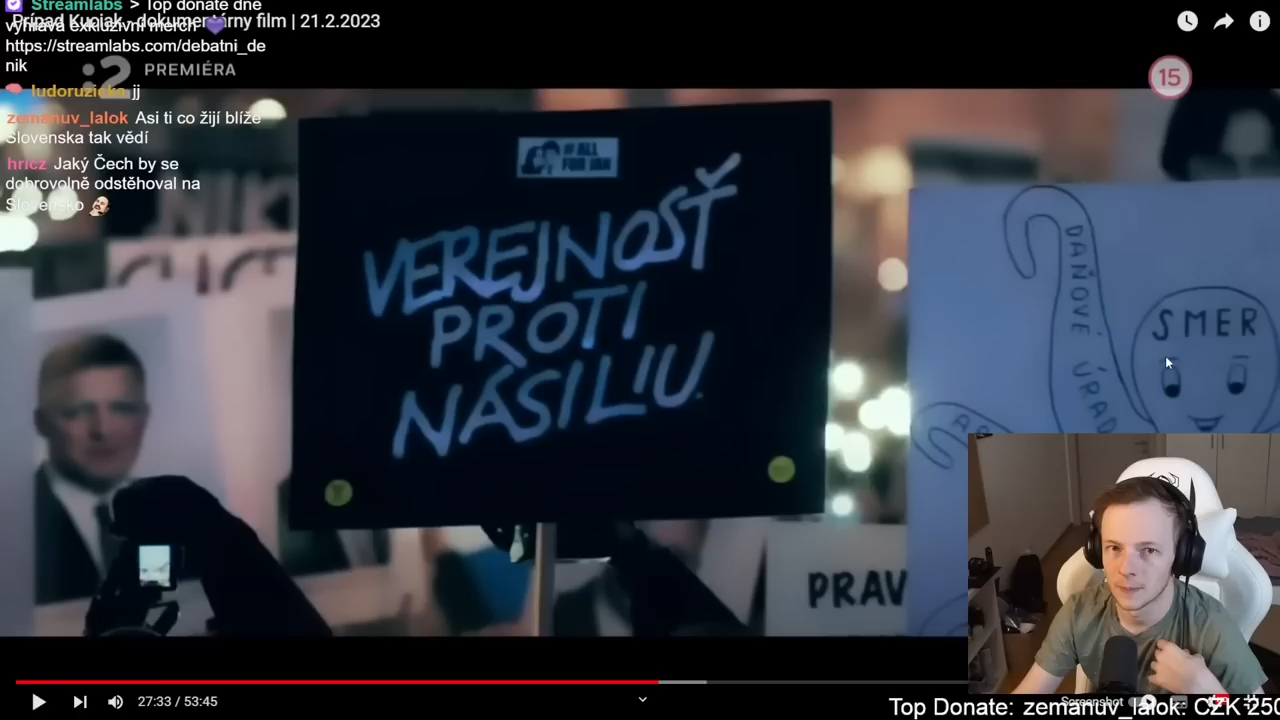 Streamlabs > Top donate dne
vyhrává exkluzivní merch
https://streamlabs.com/debatni_de
nik
ludoruzicka jj
zemanuv_lalok Asi ti co žijí blíže
Slovenska tak vědí
hricz Jaký Čech by se
dobrovolně odstěhoval na
Slovensko
Prípad Kuciak - dokumentárny film | 21.2.2023
:2 PREMIÉRA
15
# ALL
FOR JAN
VEREJNOSŤ
PROTI
NÁSILIU.
DAŇOVÉ ÚRAD
SMER
PRAV
27:33 / 53:45
Screenshot
Top Donate: zemanuv_lalok: CZK 250